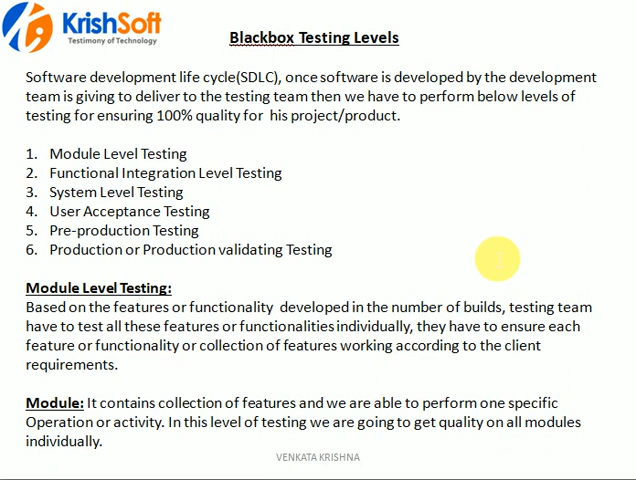 KrishSoft
Testimony of Technology
Blackbox Testing Levels
Software development life cycle(SDLC), once software is developed by the development
team is giving to deliver to the testing team then we have to perform below levels of
testing for ensuring 100% quality for his project/product.
1. Module Level Testing
2. Functional Integration Level Testing
3. System Level Testing
4. User Acceptance Testing
5. Pre-production Testing
6. Production or Production validating Testing
Module Level Testing:
Based on the features or functionality developed in the number of builds, testing team
have to test all these features or functionalities individually, they have to ensure each
feature or functionality or collection of features working according to the client
requirements.
Module: It contains collection of features and we are able to perform one specific
Operation or activity. In this level of testing we are going to get quality on all modules
individually.
VENKATA KRISHNA